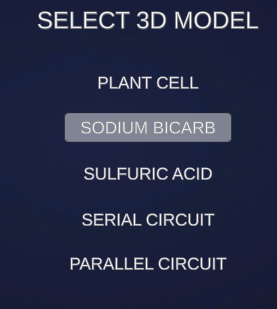 SELECT 3D MODEL
PLANT CELL
SODIUM BICARB
SULFURIC ACID
SERIAL CIRCUIT
PARALLEL CIRCUIT